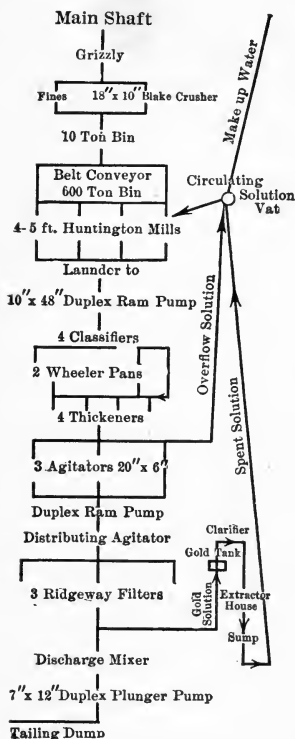 Main Shaft
Grizzly
Fines 18"x 10" Blake Crusher
10 Ton Bin
Belt Conveyor
600 Ton Bin
4-5 ft. Huntington Mills
Launder to
10"x 48" Duplex Ram Pump
4 Classifiers
2 Wheeler Pans
4 Thickeners
3 Agitators 20"x 6"
Duplex Ram Pump
Distributing Agitator
3 Ridgeway Filters
Discharge Mixer
7"x 12" Duplex Plunger Pump
Tailing Dump
Make up Water
Circulating
Solution
Vat
Overflow Solution
Spent Solution
Clarifier
Gold Tank
Gold Solution
Extractor
House
Sump